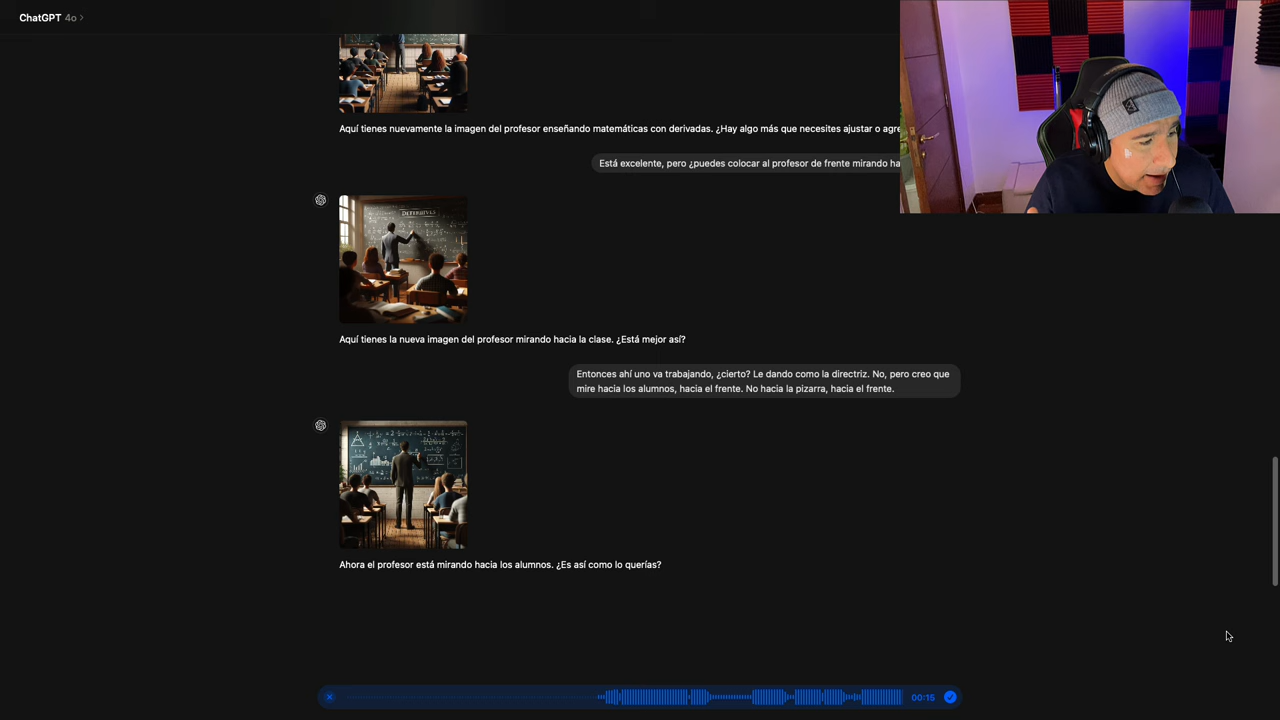 ChatGPT 4o >
Aquí tienes nuevamente la imagen del profesor enseñando matemáticas con derivadas. ¿Hay algo más que necesites ajustar o agre
Está excelente, pero ¿puedes colocar al profesor de frente mirando ha
Aquí tienes la nueva imagen del profesor mirando hacia la clase. ¿Está mejor así?
Entonces ahí uno va trabajando, ¿cierto? Le dando como la directriz. No, pero creo que
mire hacia los alumnos, hacia el frente. No hacia la pizarra, hacia el frente.
Ahora el profesor está mirando hacia los alumnos. ¿Es así como lo querías?
00:15